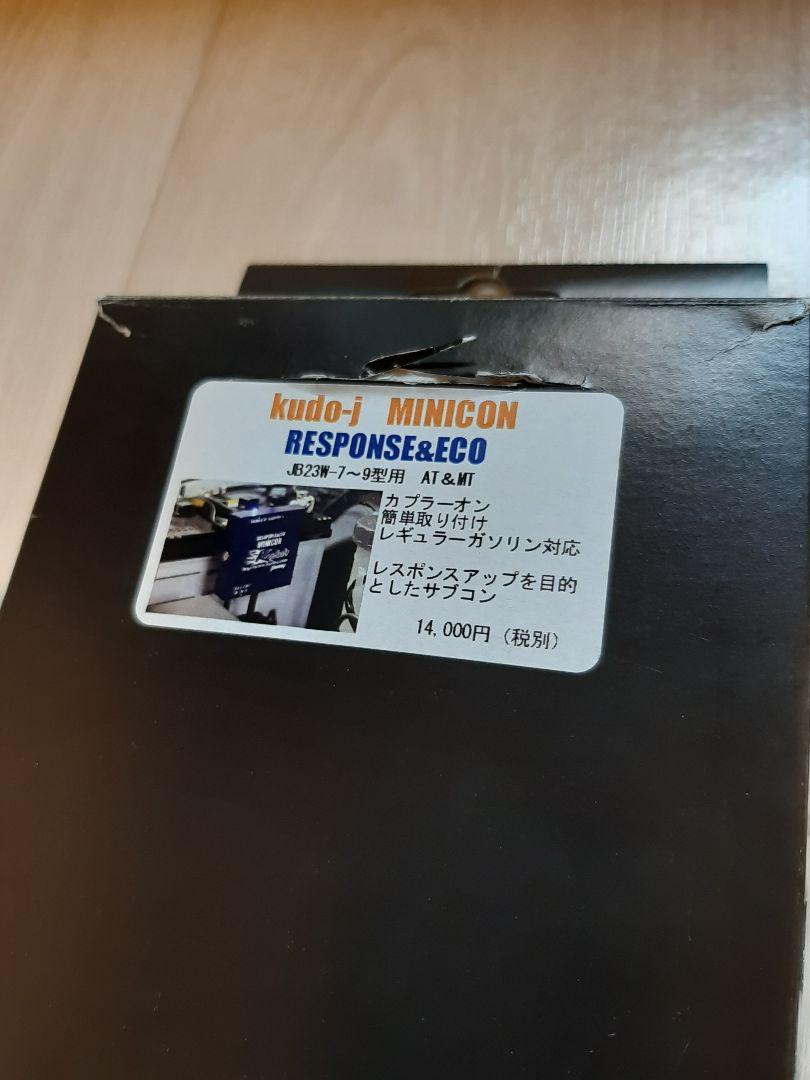 kudo-j MINICON
RESPONSE&ECO
JB23W-7～9型用 AT＆MT
カプラーオン
簡単取り付け
レギュラーガソリン対応
レスポンスアップを目的
としたサブコン
14,000円（税別）
RESPONSE&ECO
MINICON